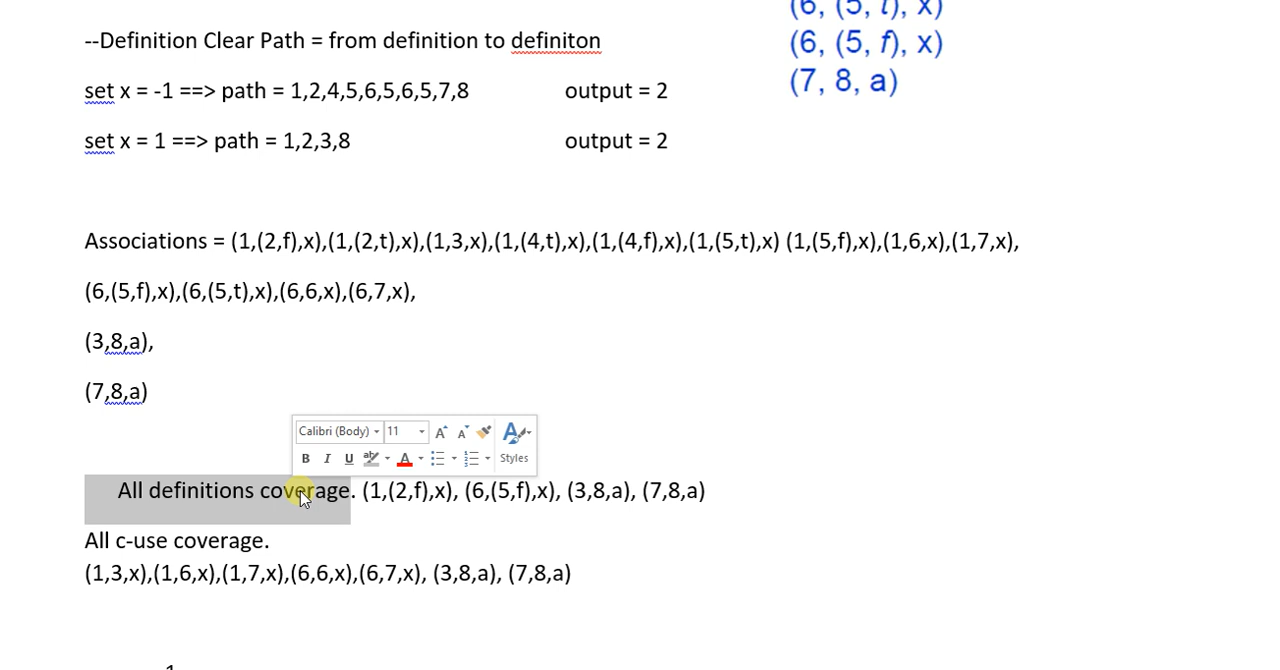 (6, (5, t), x)
--Definition Clear Path = from definition to definiton
(6, (5, f), x)
(7, 8, a)
set x = -1 ==> path = 1,2,4,5,6,5,6,5,7,8 output = 2
set x = 1 ==> path = 1,2,3,8 output = 2
Associations = (1,(2,f),x),(1,(2,t),x),(1,3,x),(1,(4,t),x),(1,(4,f),x),(1,(5,t),x) (1,(5,f),x),(1,6,x),(1,7,x),
(6,(5,f),x),(6,(5,t),x),(6,6,x),(6,7,x),
(3,8,a),
(7,8,a)
Calibri (Body) 11
B I U aby A Styles
All definitions coverage. (1,(2,f),x), (6,(5,f),x), (3,8,a), (7,8,a)
All c-use coverage.
(1,3,x),(1,6,x),(1,7,x),(6,6,x),(6,7,x), (3,8,a), (7,8,a)